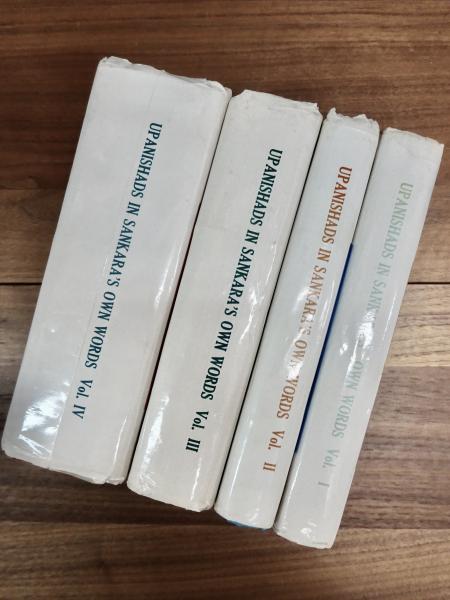 UPANISHADS IN SANKARA'S OWN WORDS Vol. IV
UPANISHADS IN SANKARA'S OWN WORDS Vol. III
UPANISHADS IN SANKARA'S OWN WORDS Vol. II
UPANISHADS IN SANKARA'S OWN WORDS Vol. I